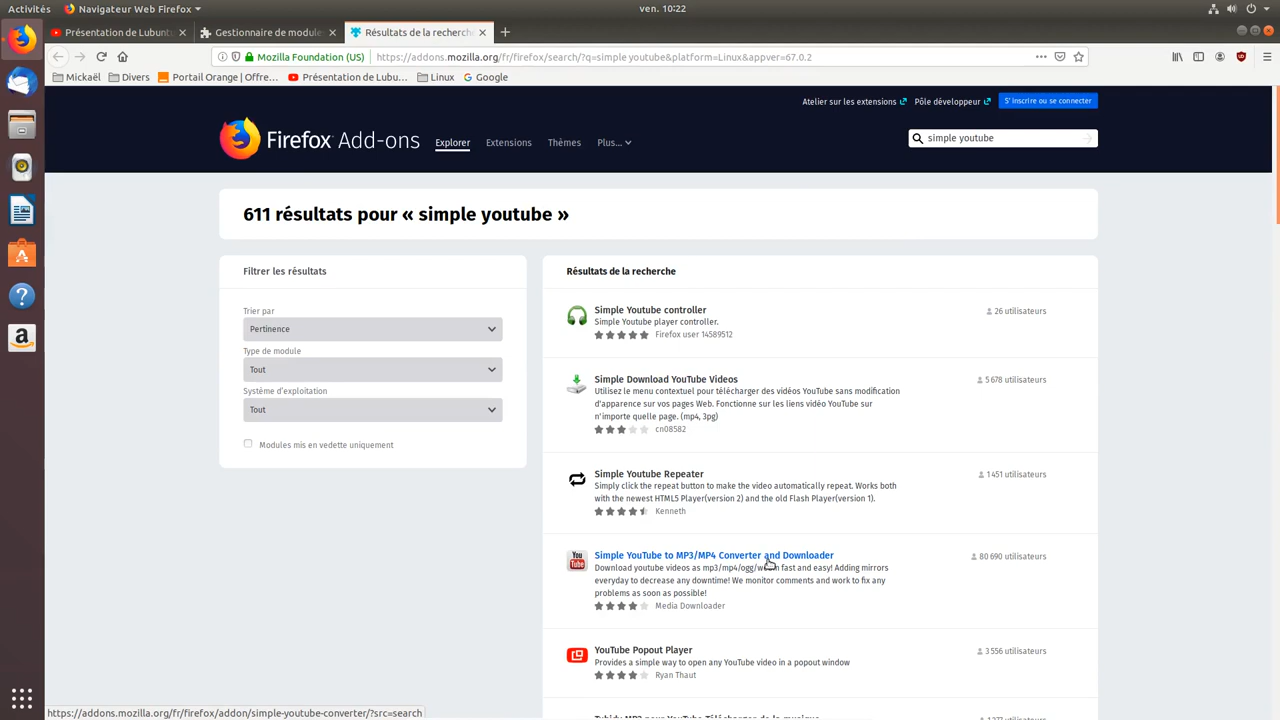 Activités
Navigateur Web Firefox
ven. 10:22
Présentation de Lubuntu
Gestionnaire de modules
Résultats de la recherche
Mozilla Foundation (US)
https://addons.mozilla.org/fr/firefox/search/?q=simple youtube&platform=Linux&appver=67.0.2
Mickaël
Divers
Portail Orange | Offre...
Présentation de Lubu...
Linux
Google
Atelier sur les extensions
Pôle développeur
S'inscrire ou se connecter
Firefox Add-ons
Explorer
Extensions
Thèmes
Plus...
simple youtube
611 résultats pour « simple youtube »
Filtrer les résultats
Trier par
Pertinence
Type de module
Tout
Système d'exploitation
Tout
Modules mis en vedette uniquement
Résultats de la recherche
Simple Youtube controller
26 utilisateurs
Simple Youtube player controller.
Firefox user 14589512
Simple Download YouTube Videos
5 678 utilisateurs
Utilisez le menu contextuel pour télécharger des vidéos YouTube sans modification
d'apparence sur vos pages Web. Fonctionne sur les liens vidéo YouTube sur
n'importe quelle page. (mp4, 3pg)
cn08582
Simple Youtube Repeater
1 451 utilisateurs
Simply click the repeat button to make the video automatically repeat. Works both
with the newest HTML5 Player(version 2) and the old Flash Player(version 1).
Kenneth
You
Tube
Simple YouTube to MP3/MP4 Converter and Downloader
80 690 utilisateurs
Download youtube videos as mp3/mp4/ogg/webm fast and easy! Adding mirrors
everyday to decrease any downtime! We monitor comments and work to fix any
problems as soon as possible!
Media Downloader
YouTube Popout Player
3 556 utilisateurs
Provides a simple way to open any YouTube video in a popout window
Ryan Thaut
https://addons.mozilla.org/fr/firefox/addon/simple-youtube-converter/?src=search